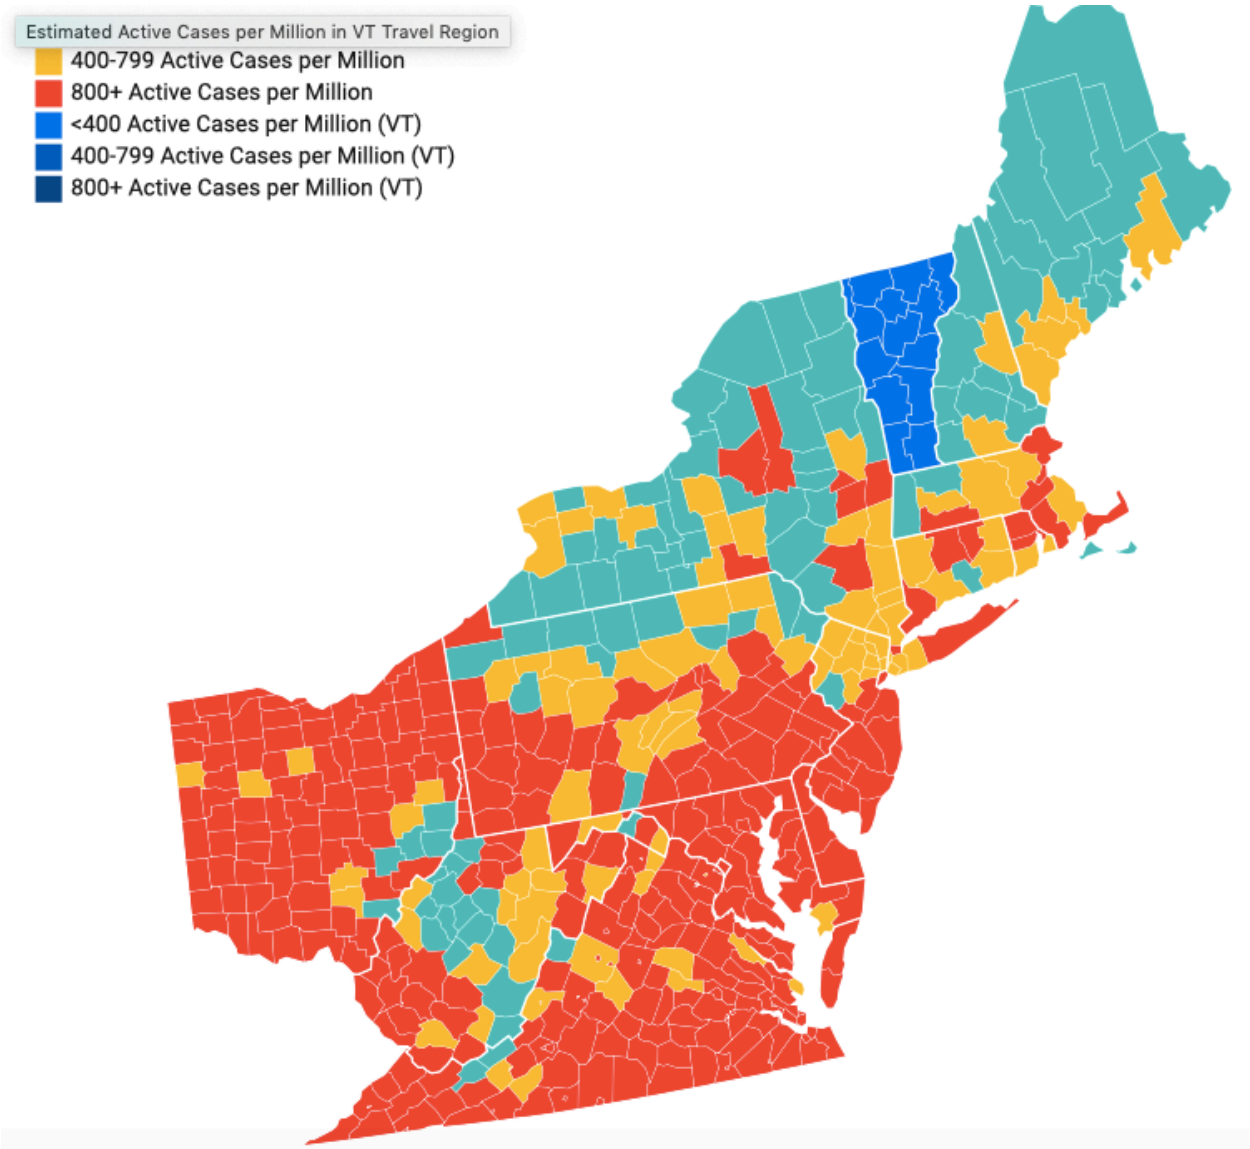 Estimated Active Cases per Million in VT Travel Region
400-799 Active Cases per Million
800+ Active Cases per Million
<400 Active Cases per Million (VT)
400-799 Active Cases per Million (VT)
800+ Active Cases per Million (VT)